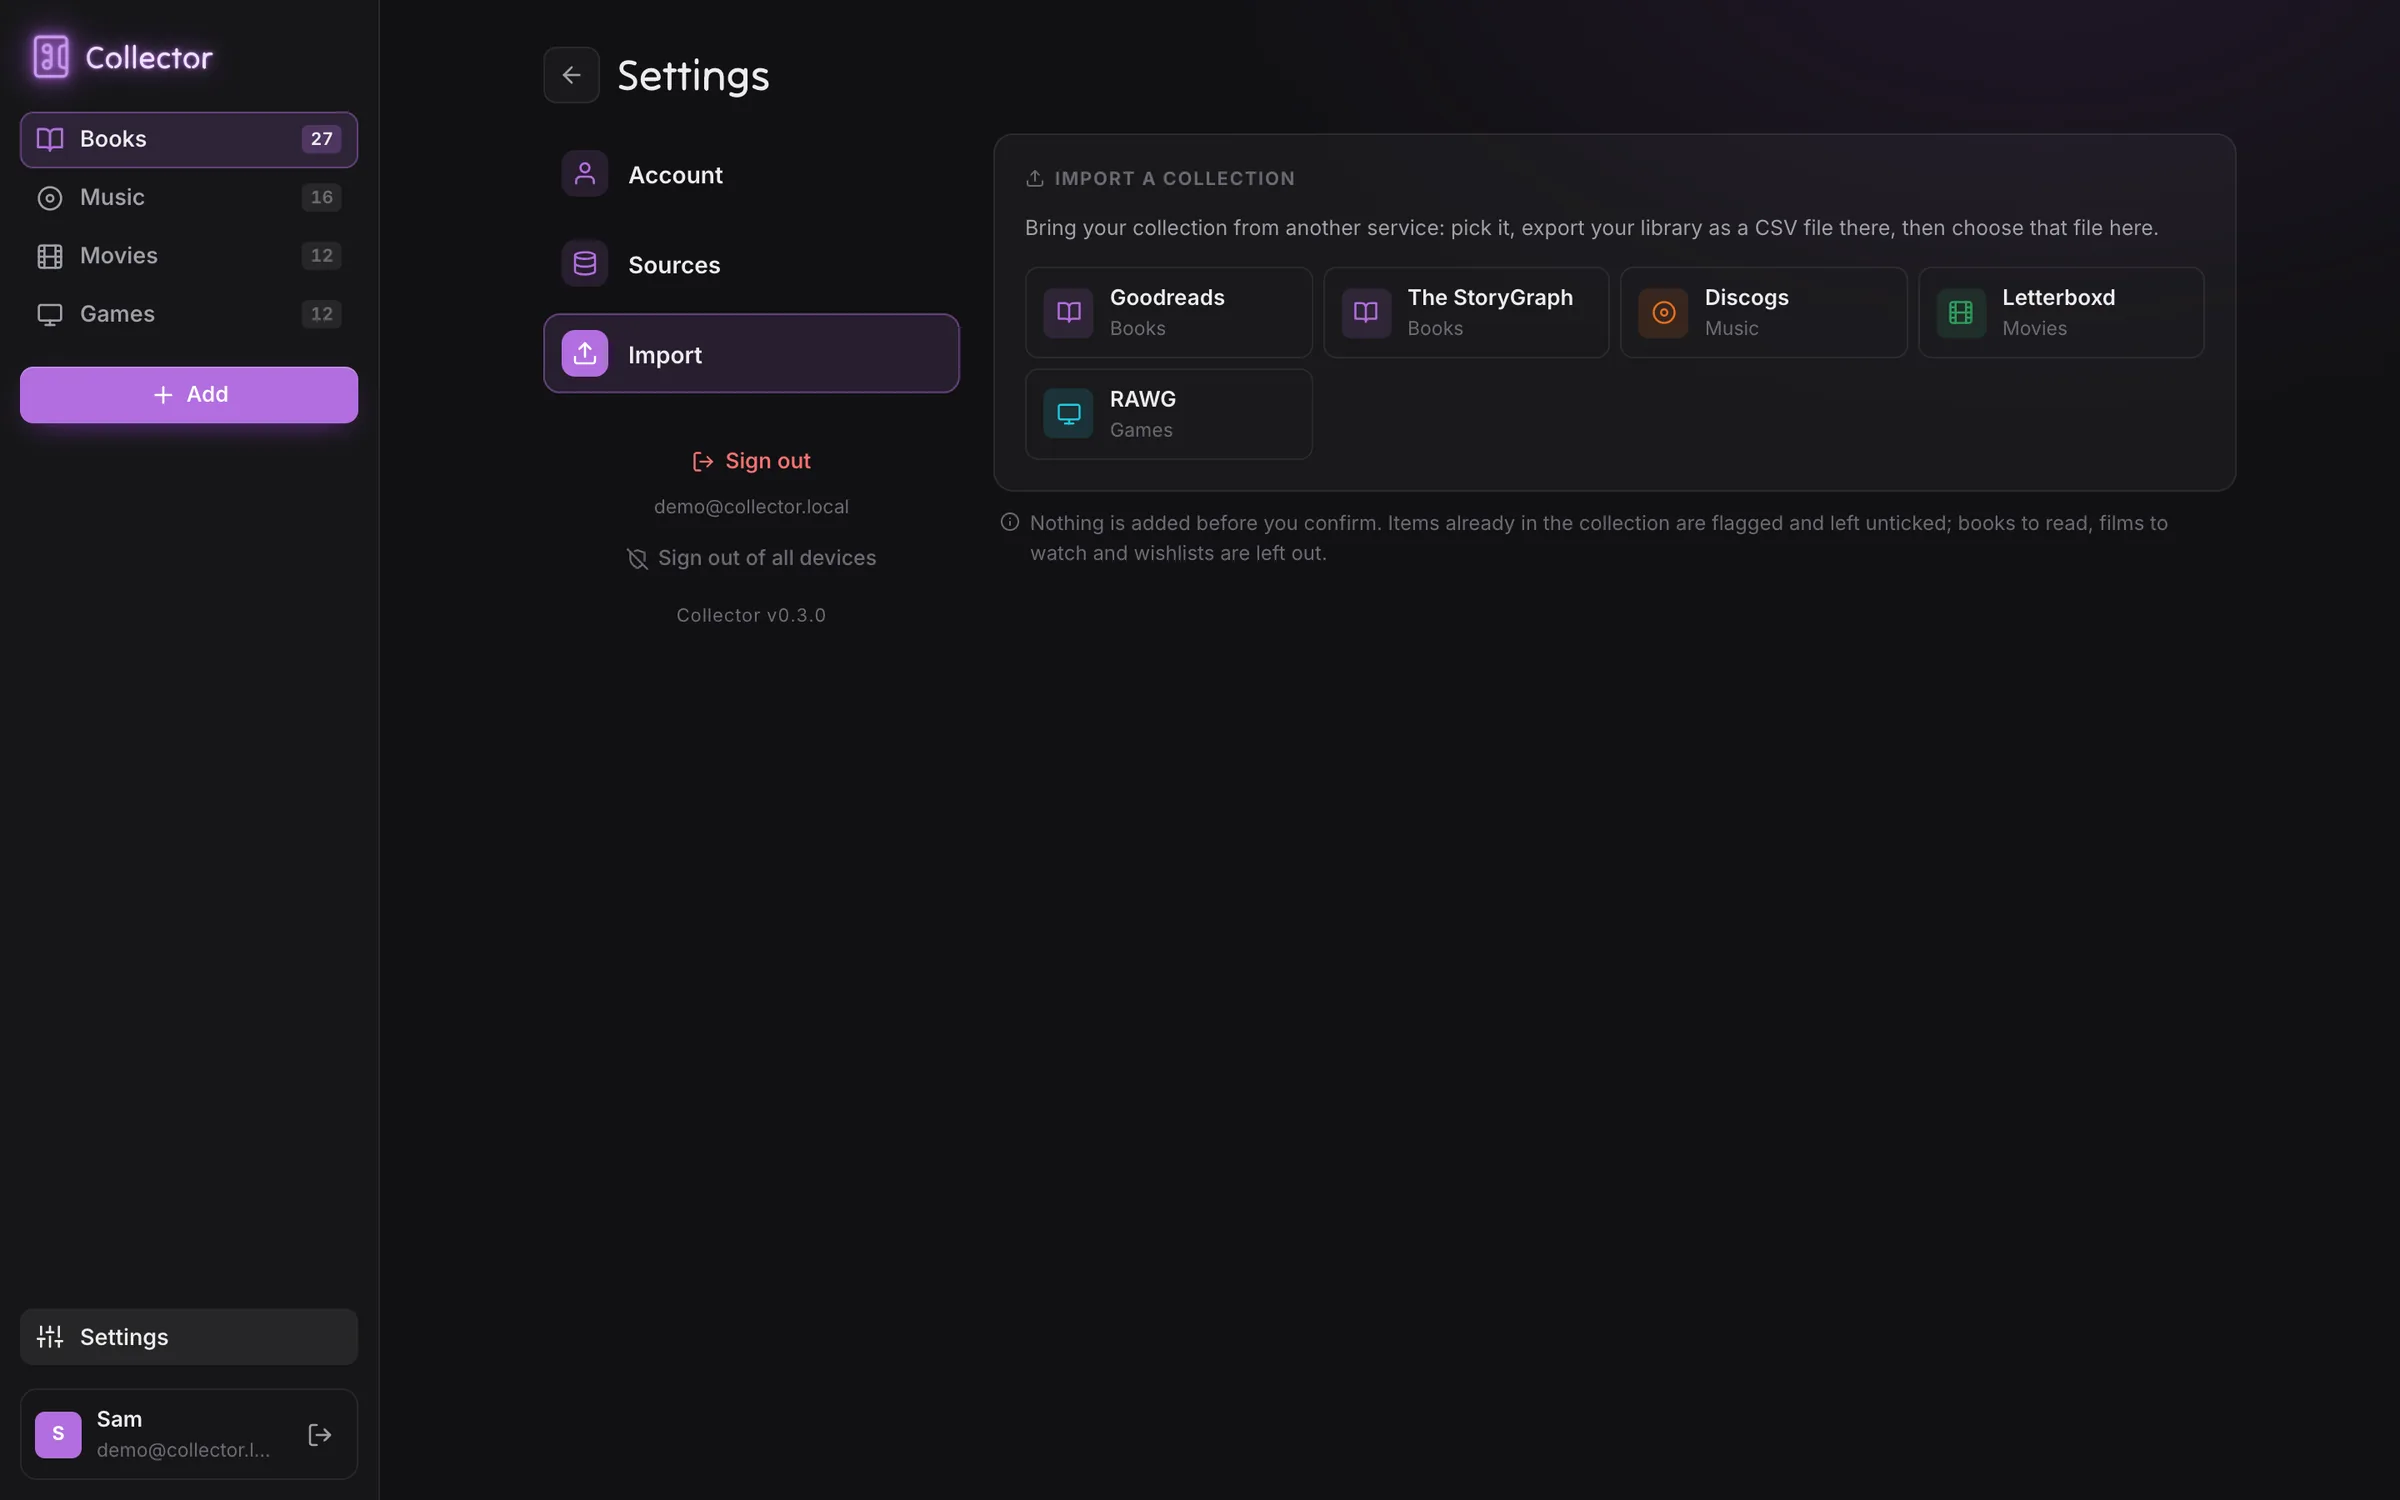 Collector
Books 27
Music 16
Movies 12
Games 12
Add
Settings
Sam
S
demo@collector.l...
Settings
Account
Sources
Import
Sign out
demo@collector.local
Sign out of all devices
Collector v0.3.0
IMPORT A COLLECTION
Bring your collection from another service: pick it, export your library as a CSV file there, then choose that file here.
Goodreads
Books
The StoryGraph
Books
Discogs
Music
Letterboxd
Movies
RAWG
Games
Nothing is added before you confirm. Items already in the collection are flagged and left unticked; books to read, films to
watch and wishlists are left out.